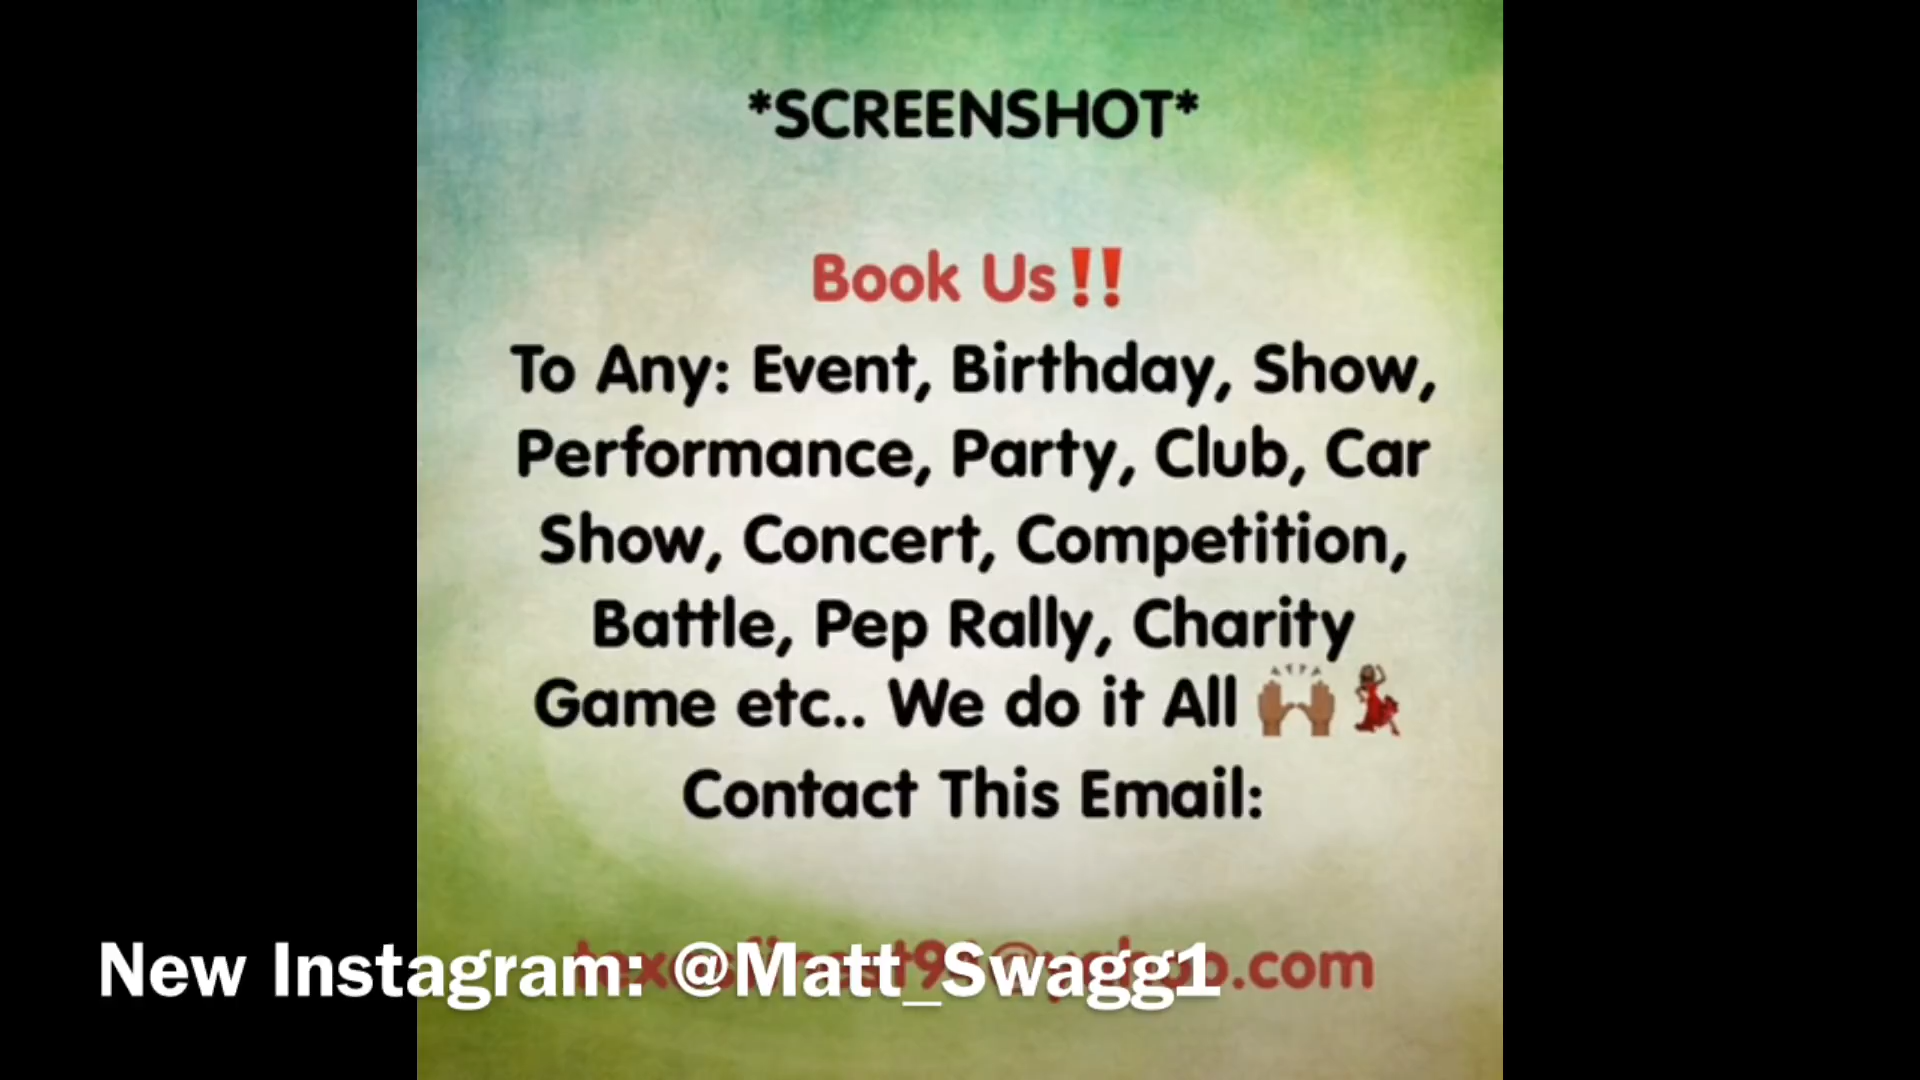 *SCREENSHOT*
Book Us‼️
To Any: Event, Birthday, Show,
Performance, Party, Club, Car
Show, Concert, Competition,
Battle, Pep Rally, Charity
Game etc.. We do it All 🙌🏾💃🏾
Contact This Email:
New Instagram: @Matt_Swagg1